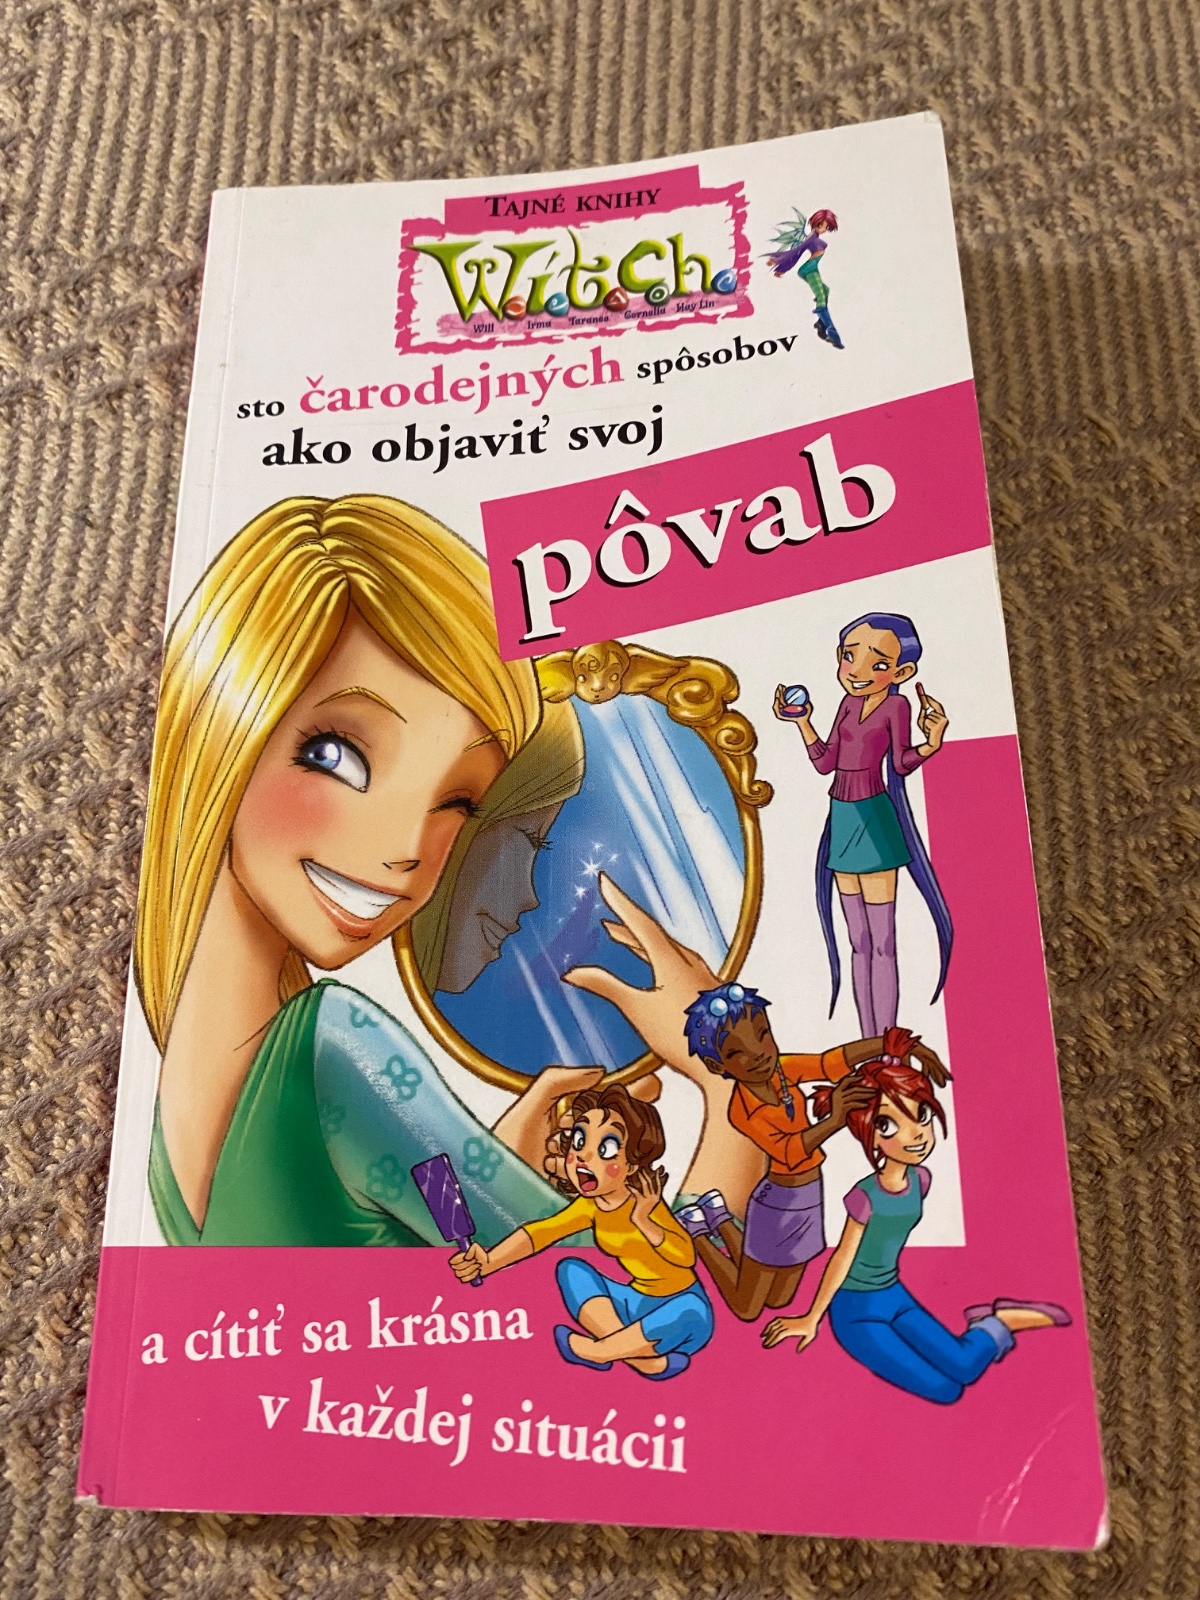 TAJNÉ KNIHY
W.i.t.c.h.
Will Irma Taranee Cornelia Hay Lin
sto čarodejných spôsobov
ako objaviť svoj
pôvab
a cítiť sa krásna
v každej situácii